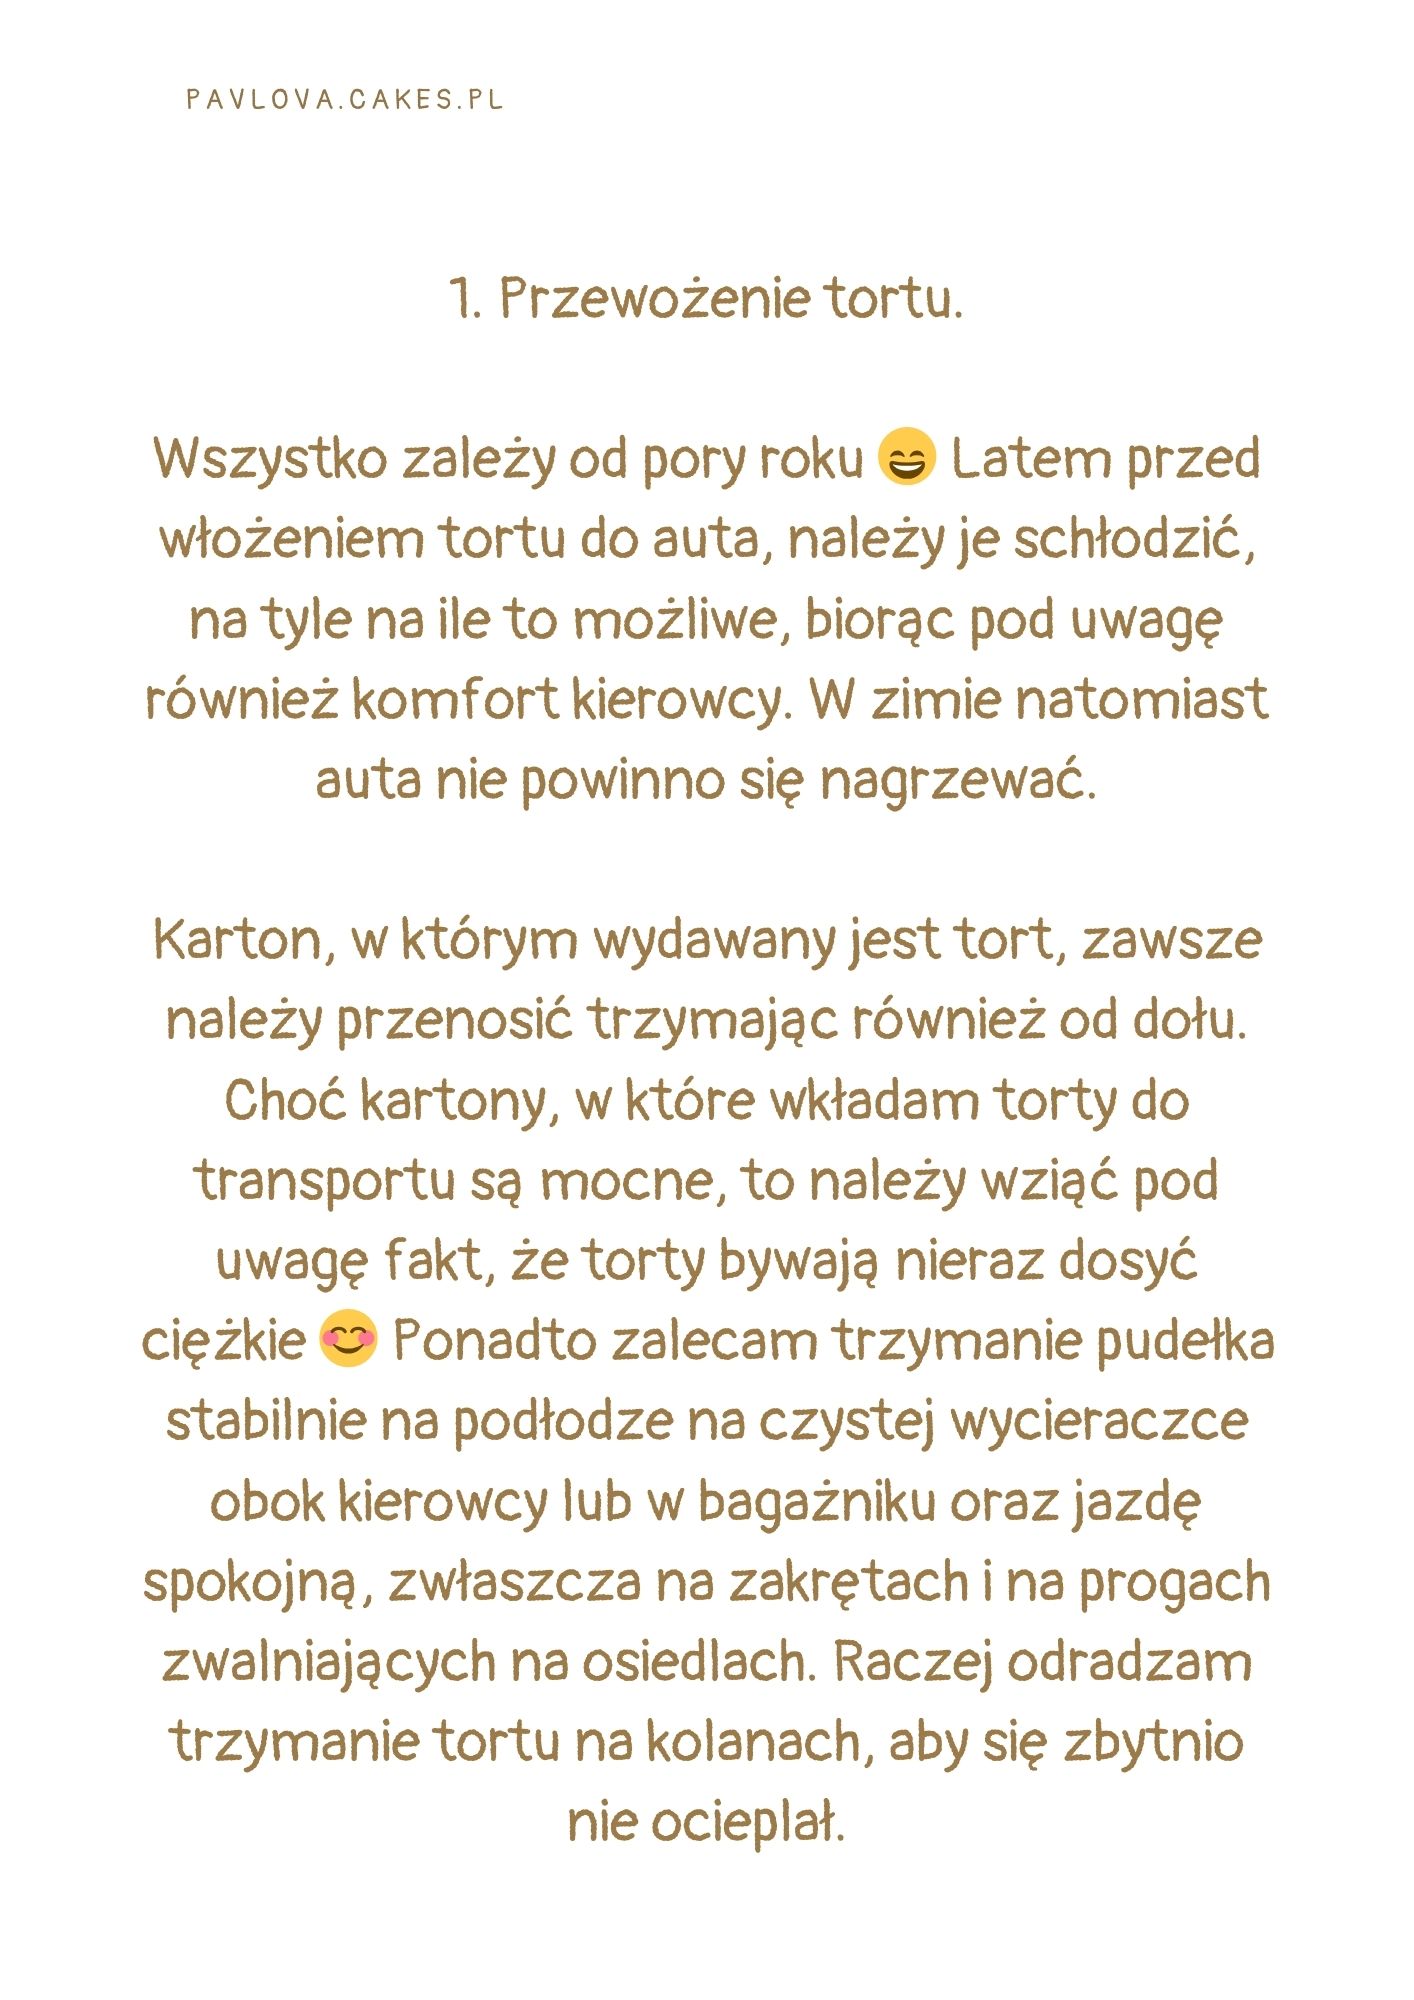 PAVLOVA.CAKES.PL
1. Przewożenie tortu.
Wszystko zależy od pory roku 😄 Latem przed
włożeniem tortu do auta, należy je schłodzić,
na tyle na ile to możliwe, biorąc pod uwagę
również komfort kierowcy. W zimie natomiast
auta nie powinno się nagrzewać.
Karton, w którym wydawany jest tort, zawsze
należy przenosić trzymając również od dołu.
Choć kartony, w które wkładam torty do
transportu są mocne, to należy wziąć pod
uwagę fakt, że torty bywają nieraz dosyć
ciężkie 😊 Ponadto zalecam trzymanie pudełka
stabilnie na podłodze na czystej wycieraczce
obok kierowcy lub w bagażniku oraz jazdę
spokojną, zwłaszcza na zakrętach i na progach
zwalniających na osiedlach. Raczej odradzam
trzymanie tortu na kolanach, aby się zbytnio
nie ocieplał.